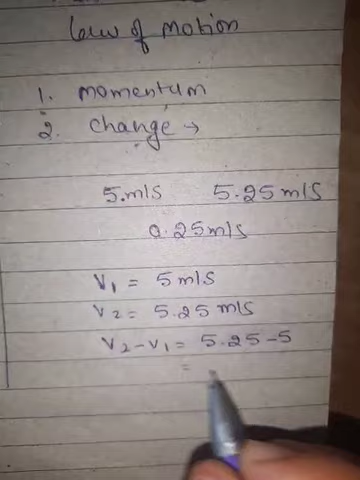 law of motion
1. momentum
2. change →
5.m/s 5.25 m/s
0.25 m/s
V₁ = 5 m/s
V₂ = 5.25 m/s
V₂-V₁ = 5.25-5
=